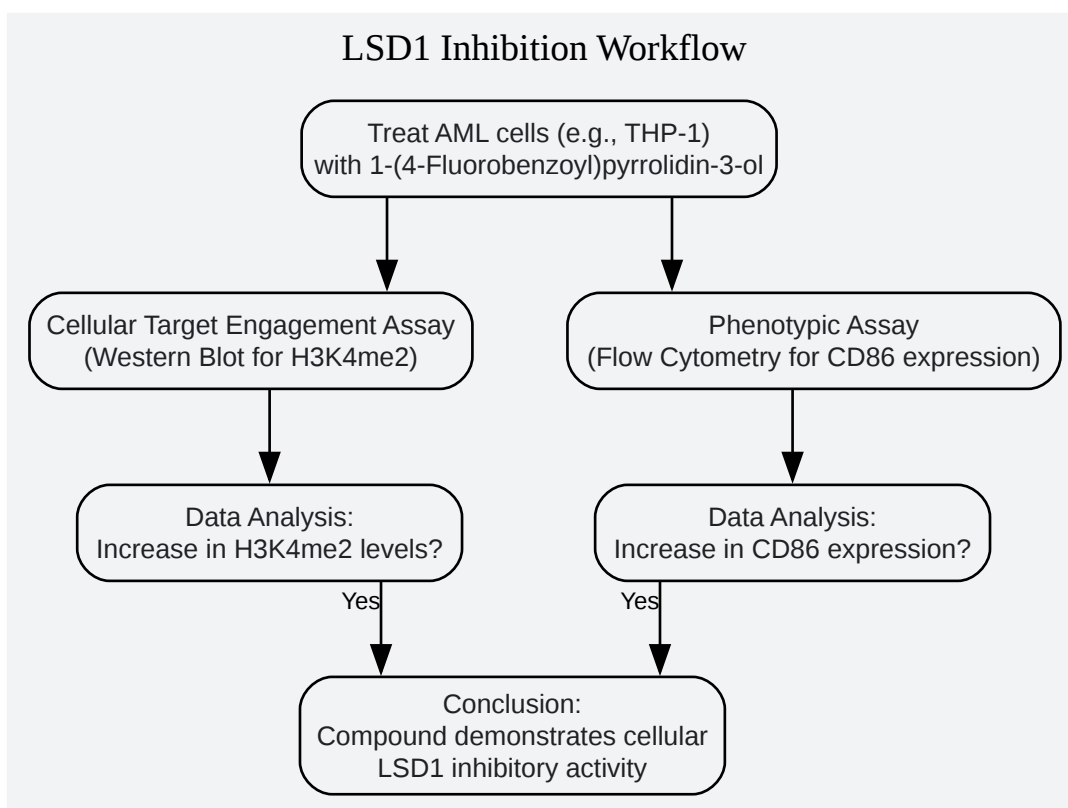 LSD1 Inhibition Workflow
Treat AML cells (e.g., THP-1)
with 1-(4-Fluorobenzoyl)pyrrolidin-3-ol
Cellular Target Engagement Assay
(Western Blot for H3K4me2)
Phenotypic Assay
(Flow Cytometry for CD86 expression)
Data Analysis:
Increase in H3K4me2 levels?
Data Analysis:
Increase in CD86 expression?
Yes
Yes
Conclusion:
Compound demonstrates cellular
LSD1 inhibitory activity